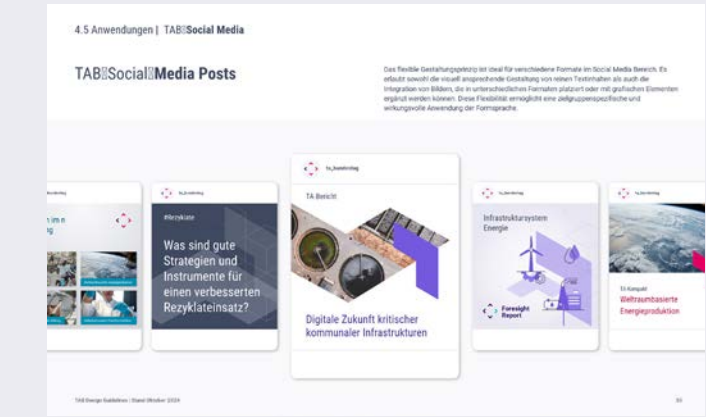 4.5 Anwendungen | TAB Social Media
TAB Social Media Posts
Das flexible Gestaltungsprinzip ist ideal für verschiedene Formate im Social Media Bereich. Es
erlaubt sowohl die visuell ansprechende Gestaltung von reinen Textinhalten als auch die
Integration von Bildern, die in unterschiedlichen Formaten platziert oder mit grafischen Elementen
ergänzt werden können. Diese Flexibilität ermöglicht eine zielgruppenspezifische und
wirkungsvolle Anwendung der Formsprache.
ta_bundestag
#Rezyklate
Was sind gute
Strategien und
Instrumente für
einen verbesserten
Rezyklateinsatz?
ta_bundestag
TA Bericht
Digitale Zukunft kritischer
kommunaler Infrastrukturen
ta_bundestag
Infrastruktursystem
Energie
Foresight
Report
ta_bundestag
TA-Kompakt
Weltraumbasierte
Energieproduktion
TAB Design Guidelines | Stand Oktober 2024